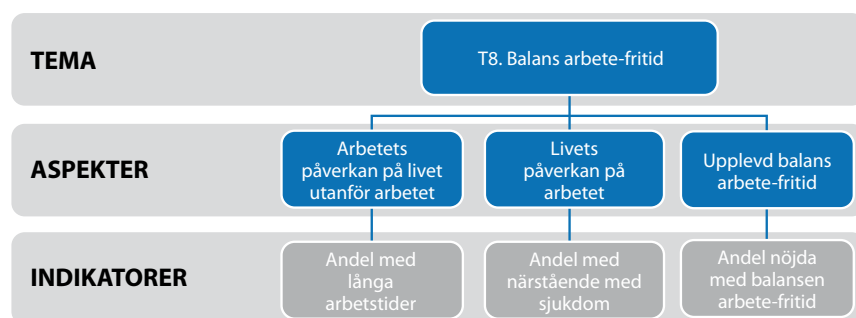 TEMA
T8. Balans arbete-fritid
ASPEKTER
Arbetets
påverkan på livet
utanför arbetet
Livets
påverkan på
arbetet
Upplevd balans
arbete-fritid
INDIKATORER
Andel med
långa
arbetstider
Andel med
närstående med
sjukdom
Andel nöjda
med balansen
arbete-fritid